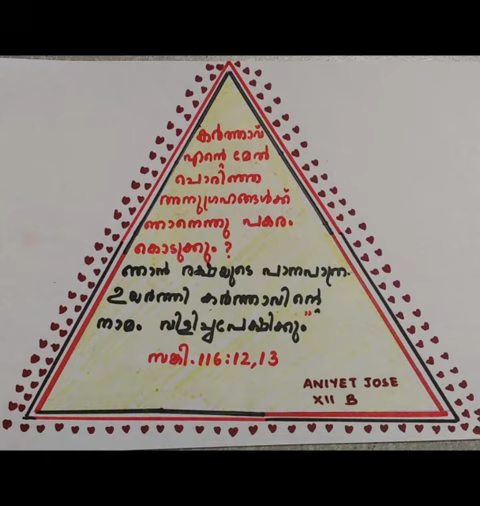 കർത്താവ്
എന്റെ മേൽ
ചൊരിഞ്ഞ
അനുഗ്രഹങ്ങൾക്ക്
ഞാനെന്തു പകരം
കൊടുക്കും ?
ഞാൻ രക്ഷയുടെ പാനപാത്രം
ഉയർത്തി കർത്താവിന്റെ
നാമം വിളിച്ചപേക്ഷിക്കും"
സങ്കി. 116:12,13
ANIYET JOSE
XII B